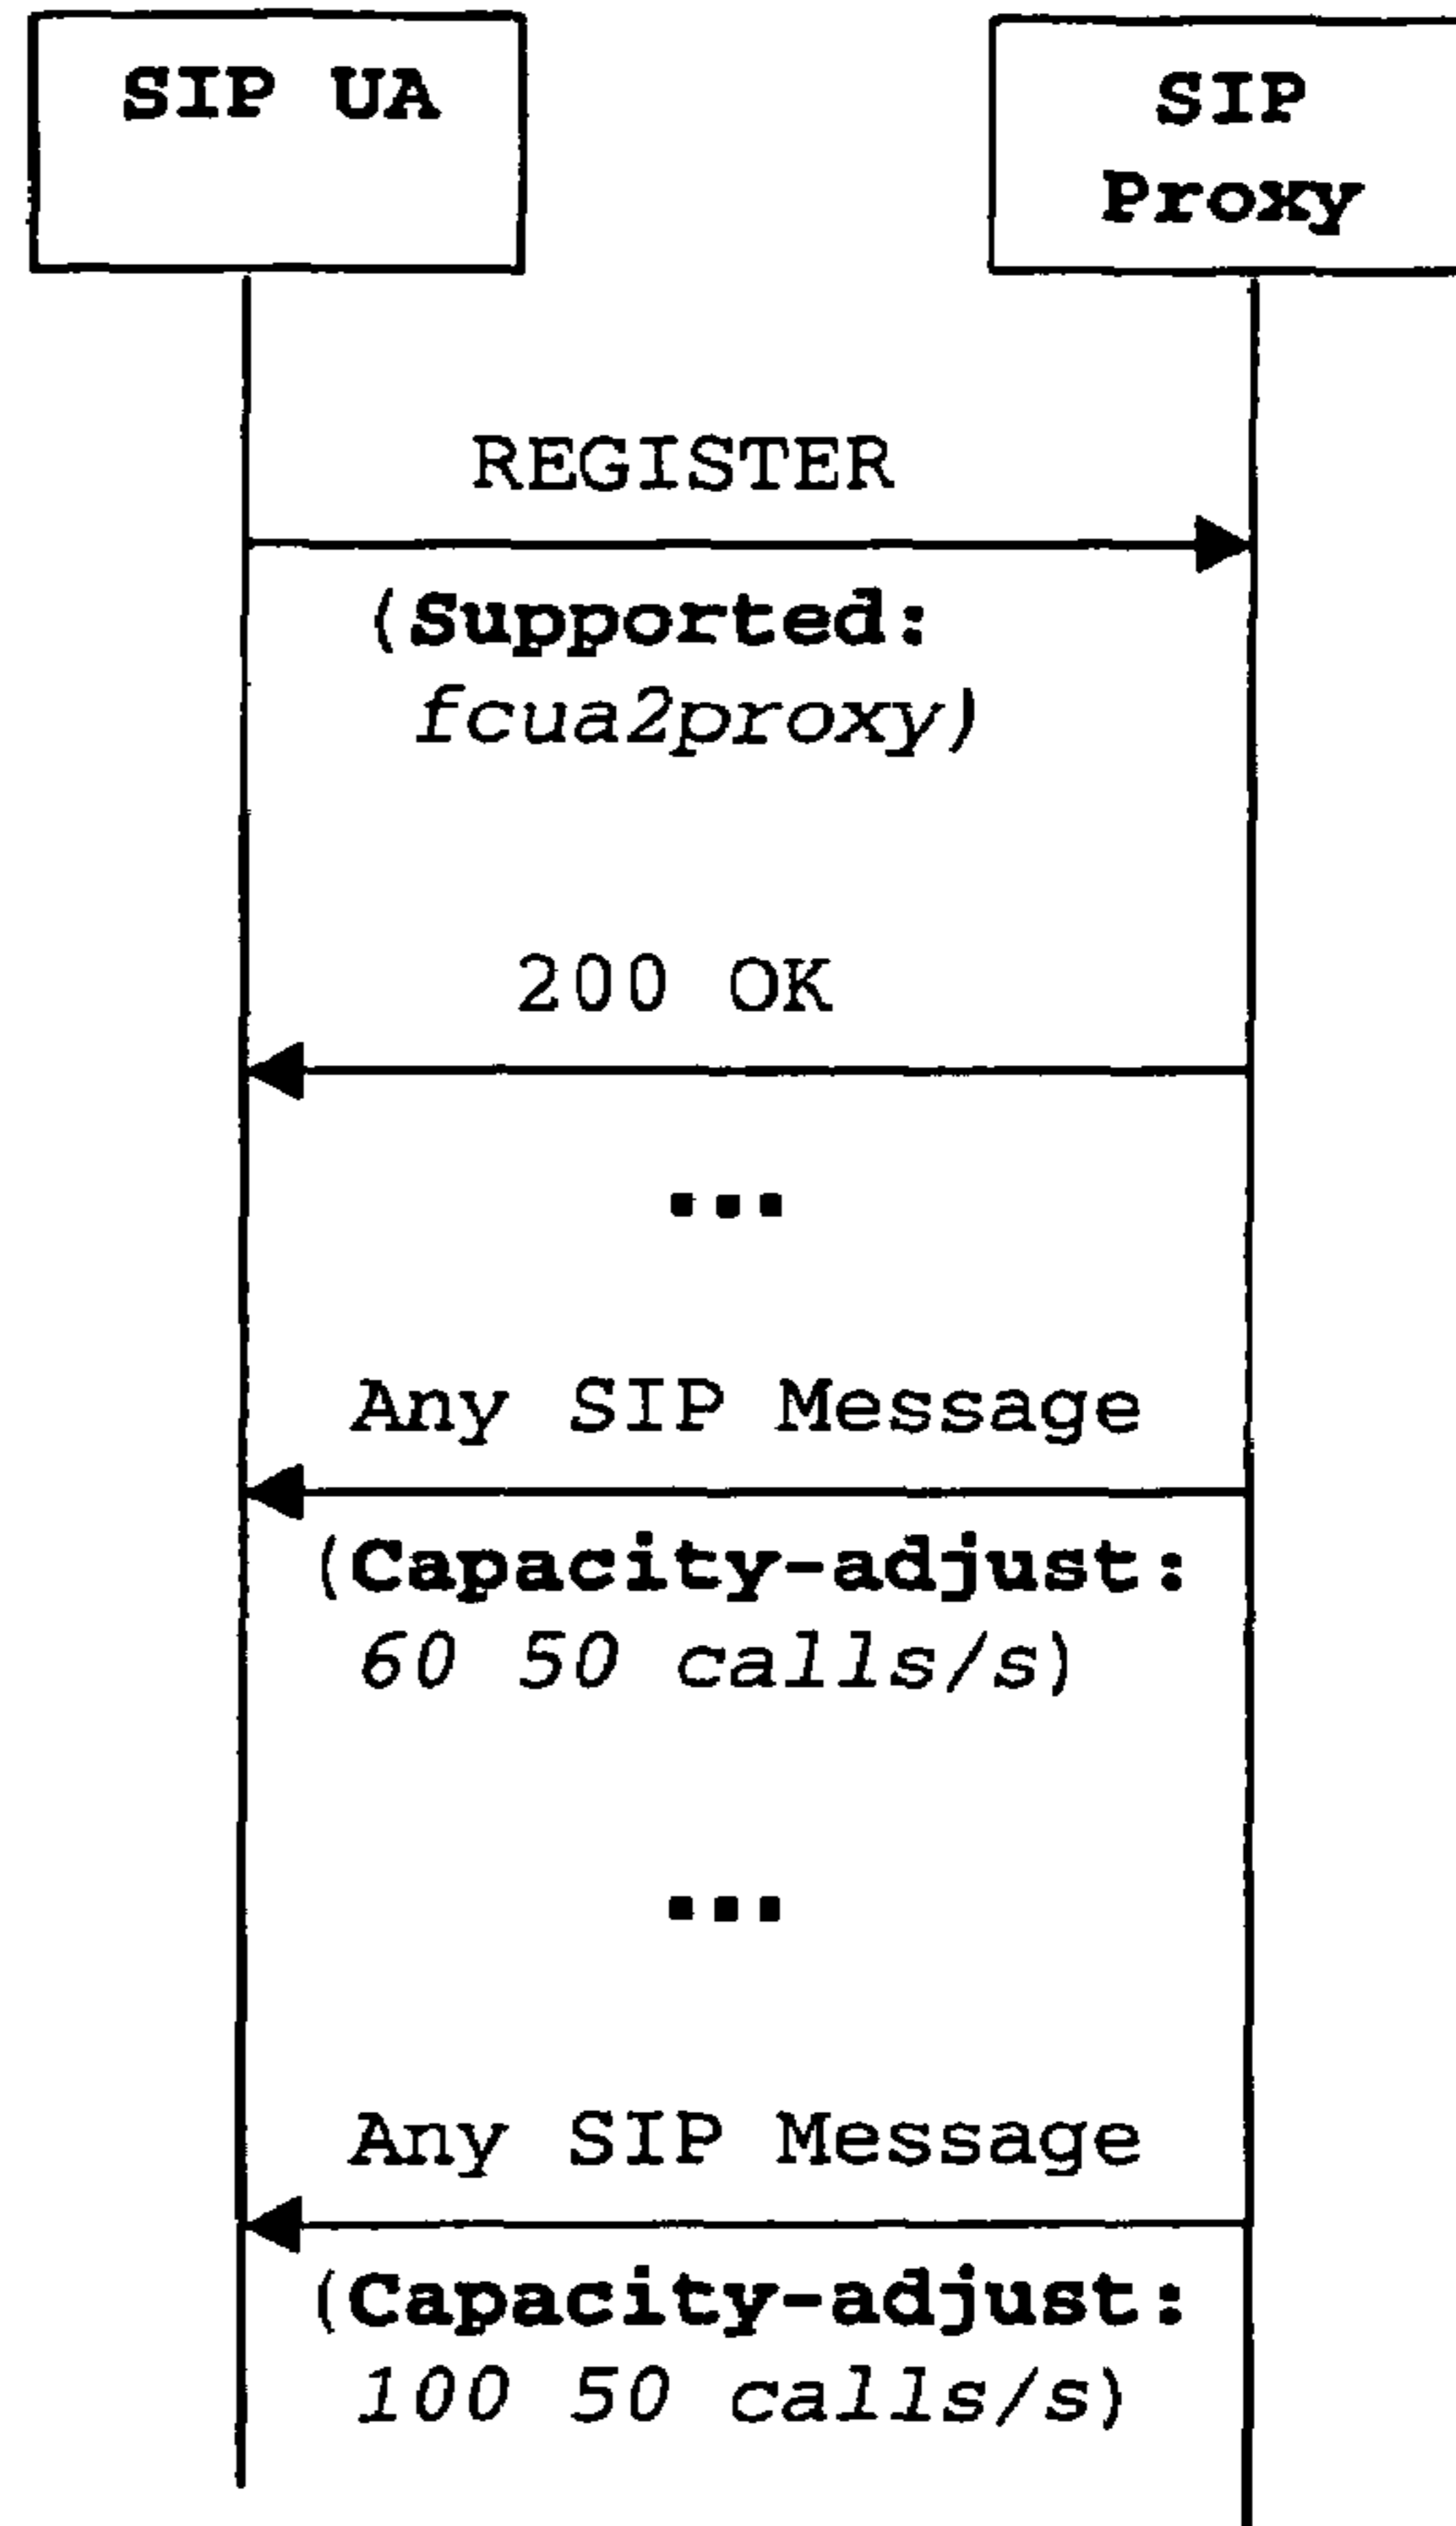 SIP UA
SIP
Proxy
REGISTER
(Supported:
fcua2proxy)
200 OK
...
Any SIP Message
(Capacity-adjust:
60 50 calls/s)
...
Any SIP Message
(Capacity-adjust:
100 50 calls/s)